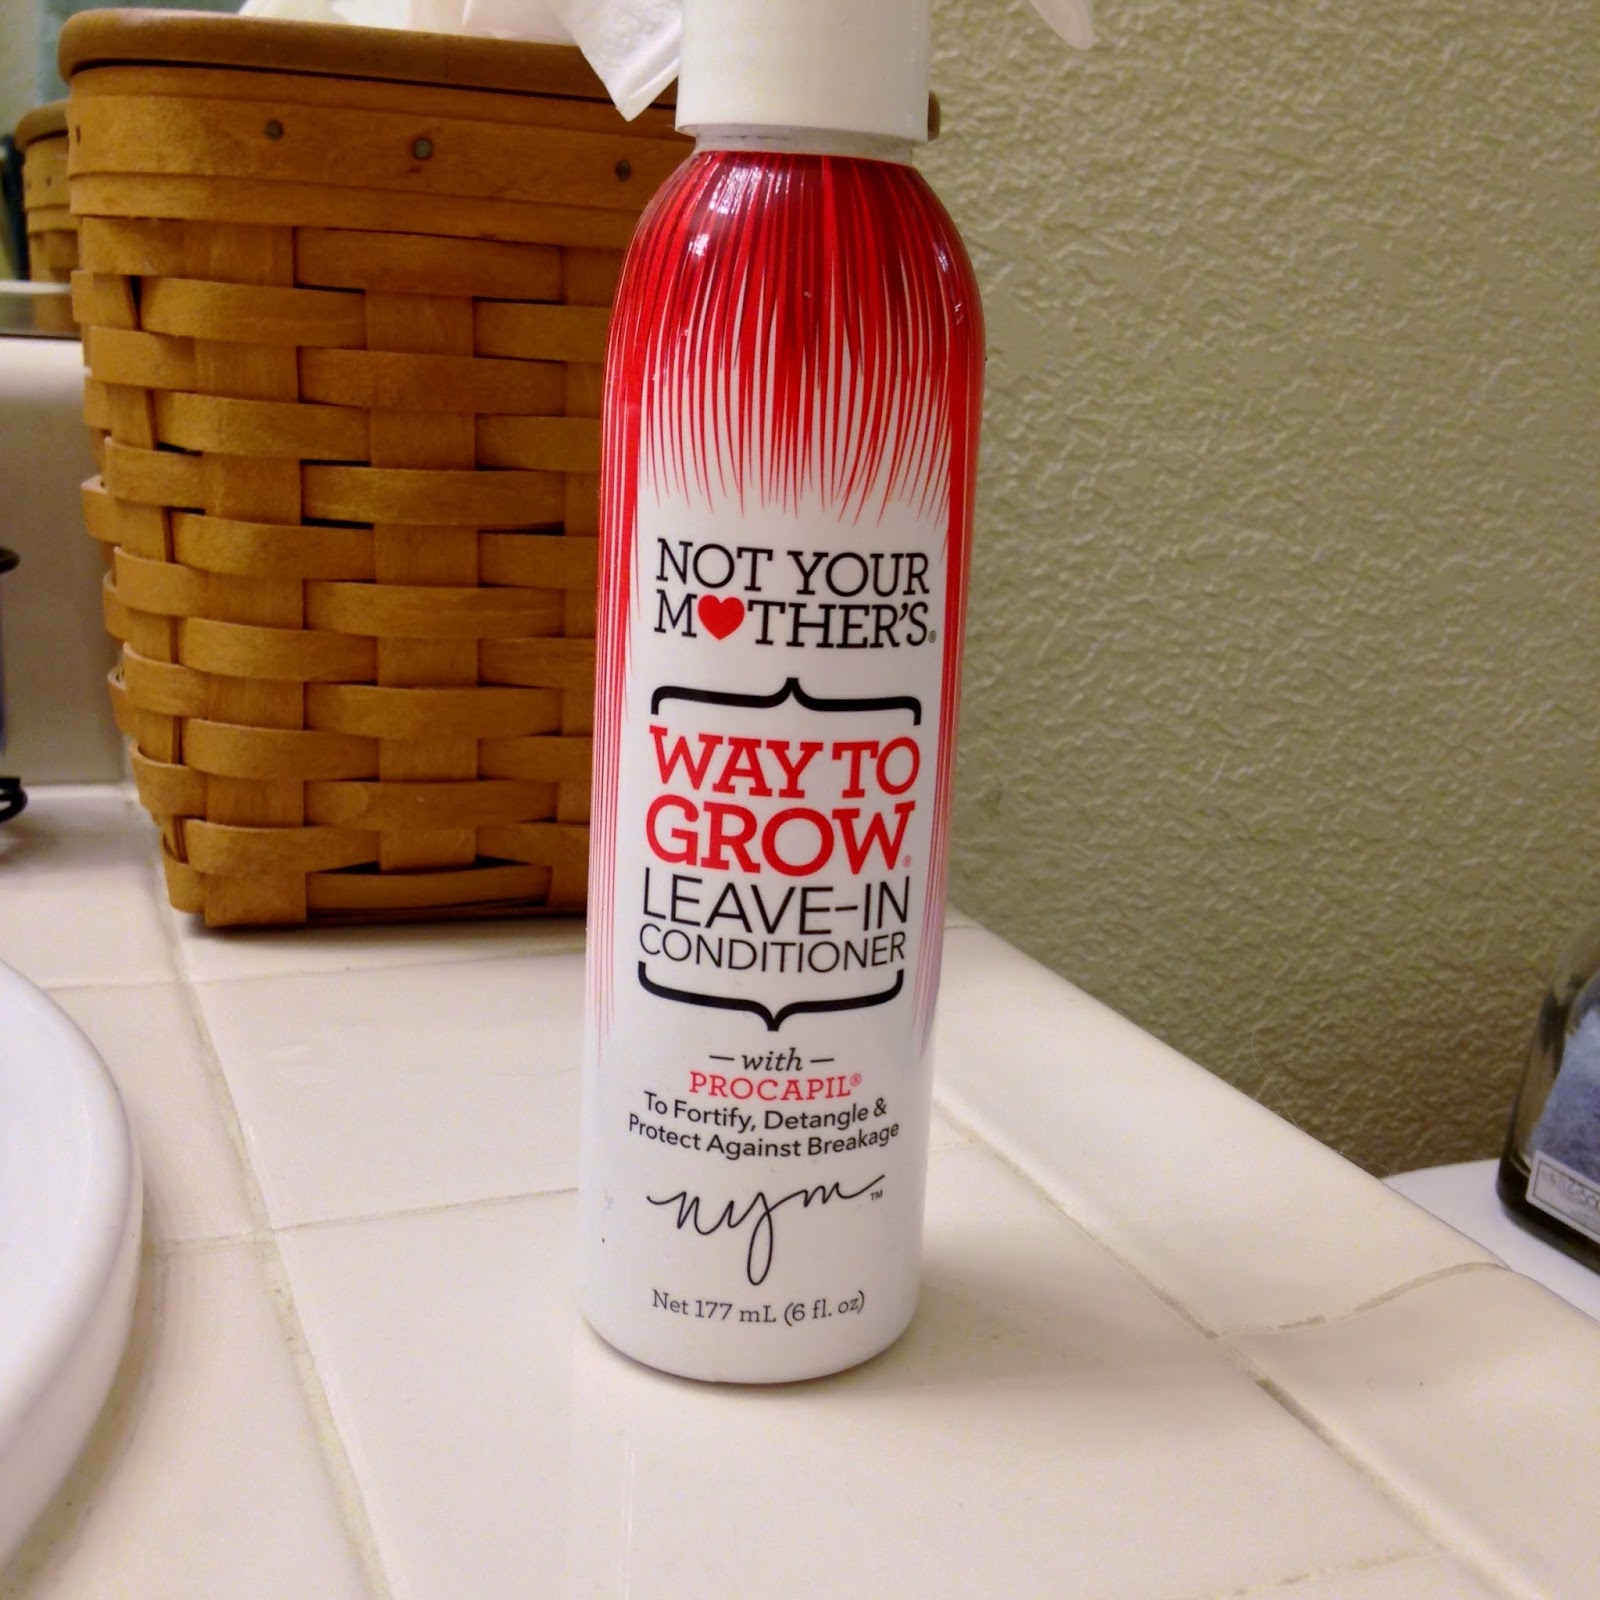 NOT YOUR
MOTHER'S®
WAY TO
GROW®
LEAVE-IN
CONDITIONER
— with —
PROCAPIL®
To Fortify, Detangle &
Protect Against Breakage
nym™
Net 177 mL (6 fl. oz)